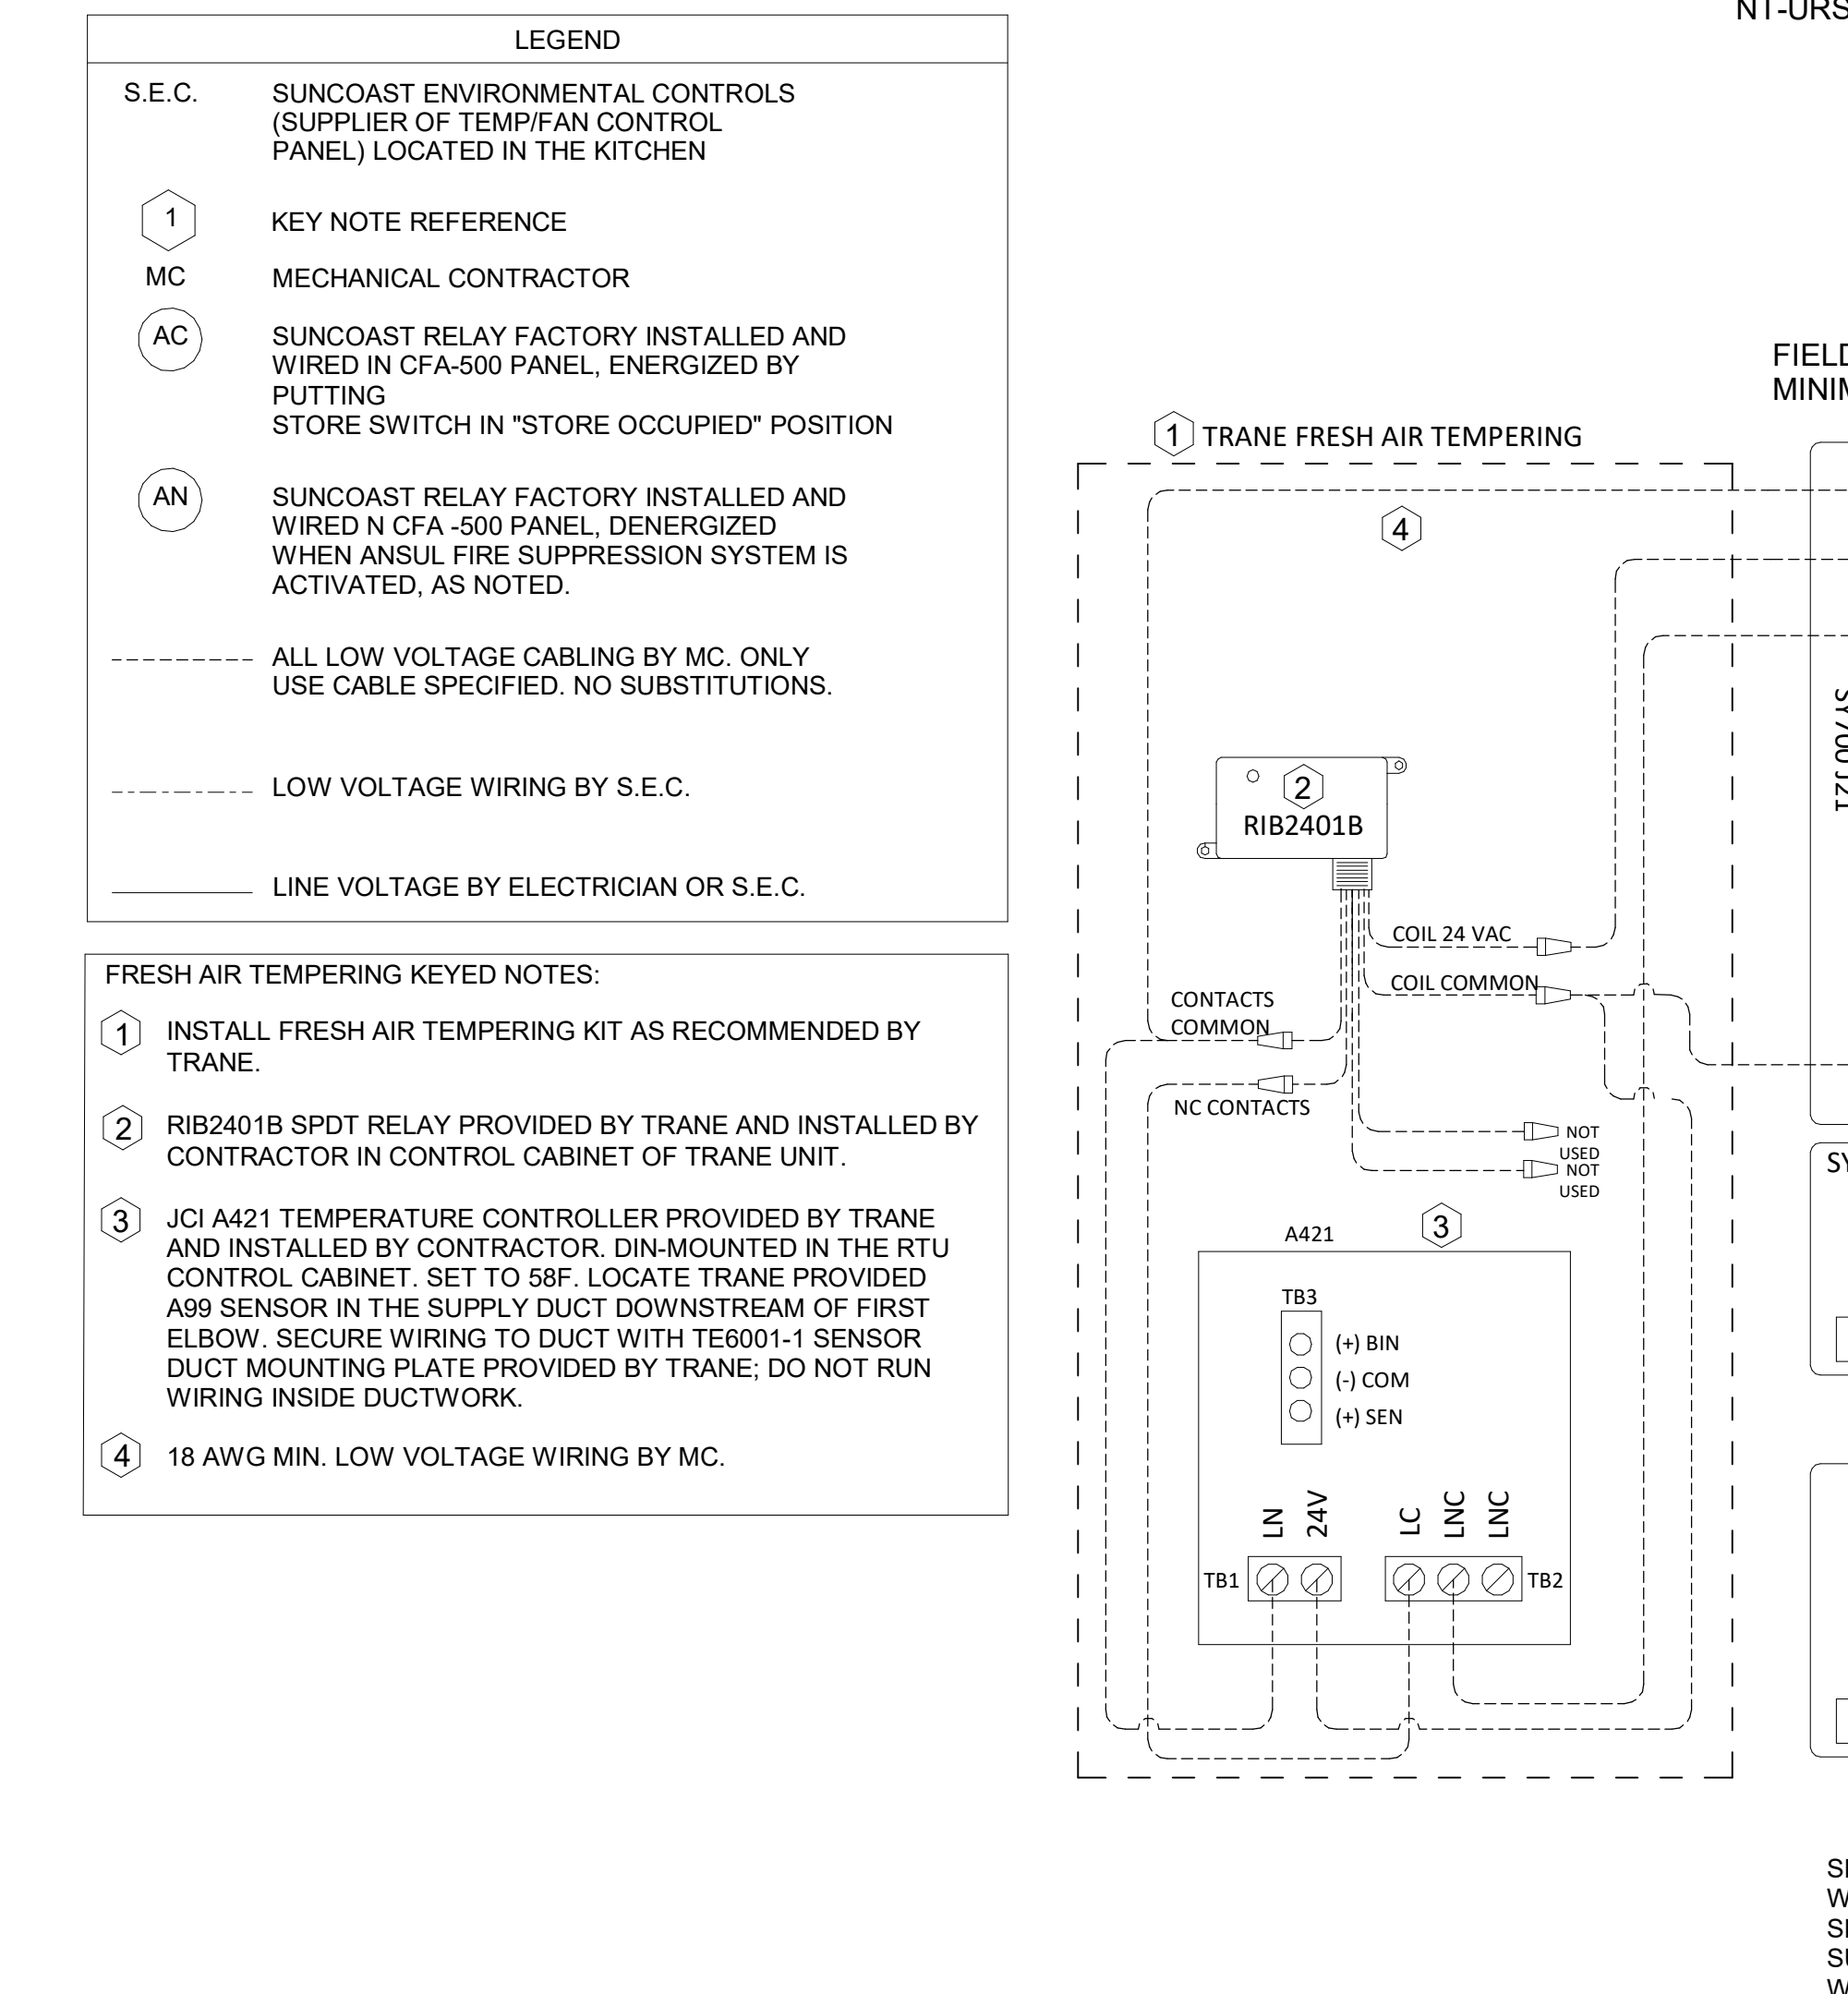 NT-URS
LEGEND
S.E.C. SUNCOAST ENVIRONMENTAL CONTROLS
(SUPPLIER OF TEMP/FAN CONTROL
PANEL) LOCATED IN THE KITCHEN
1 KEY NOTE REFERENCE
MC MECHANICAL CONTRACTOR
AC SUNCOAST RELAY FACTORY INSTALLED AND
WIRED IN CFA-500 PANEL, ENERGIZED BY
PUTTING
STORE SWITCH IN "STORE OCCUPIED" POSITION
AN SUNCOAST RELAY FACTORY INSTALLED AND
WIRED N CFA -500 PANEL, DENERGIZED
WHEN ANSUL FIRE SUPPRESSION SYSTEM IS
ACTIVATED, AS NOTED.
ALL LOW VOLTAGE CABLING BY MC. ONLY
USE CABLE SPECIFIED. NO SUBSTITUTIONS.
LOW VOLTAGE WIRING BY S.E.C.
LINE VOLTAGE BY ELECTRICIAN OR S.E.C.
FRESH AIR TEMPERING KEYED NOTES:
1 INSTALL FRESH AIR TEMPERING KIT AS RECOMMENDED BY
TRANE.
2 RIB2401B SPDT RELAY PROVIDED BY TRANE AND INSTALLED BY
CONTRACTOR IN CONTROL CABINET OF TRANE UNIT.
3 JCI A421 TEMPERATURE CONTROLLER PROVIDED BY TRANE
AND INSTALLED BY CONTRACTOR. DIN-MOUNTED IN THE RTU
CONTROL CABINET. SET TO 58F. LOCATE TRANE PROVIDED
A99 SENSOR IN THE SUPPLY DUCT DOWNSTREAM OF FIRST
ELBOW. SECURE WIRING TO DUCT WITH TE6001-1 SENSOR
DUCT MOUNTING PLATE PROVIDED BY TRANE; DO NOT RUN
WIRING INSIDE DUCTWORK.
4 18 AWG MIN. LOW VOLTAGE WIRING BY MC.
1 TRANE FRESH AIR TEMPERING
4
2
RIB2401B
COIL 24 VAC
COIL COMMON
CONTACTS
COMMON
NC CONTACTS
NOT
USED
NOT
USED
A421
3
TB3
(+) BIN
(-) COM
(+) SEN
LN
24V
LC
LNC
LNC
TB1
TB2
SY700 J21
SY